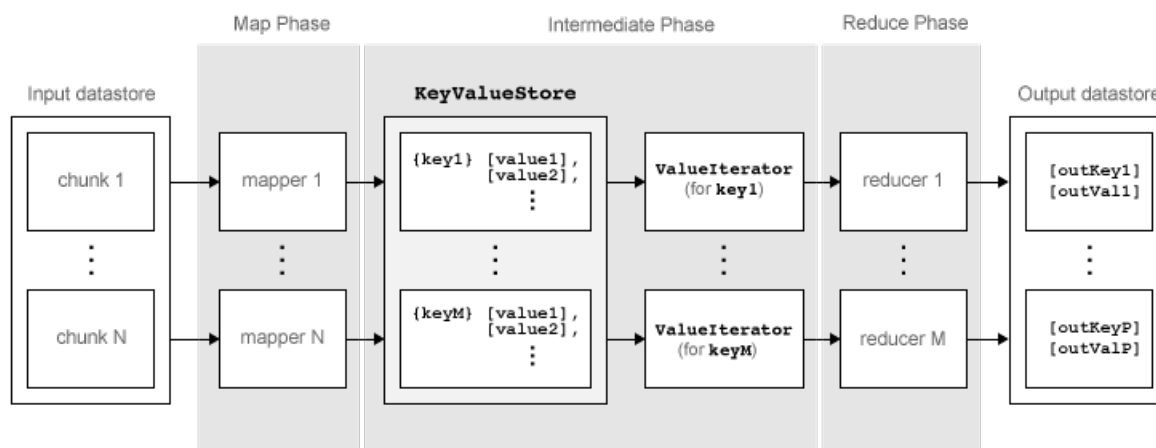 Map Phase
Intermediate Phase
Reduce Phase
Input datastore
KeyValueStore
Output datastore
chunk 1
mapper 1
{key1} [value1],
[value2],
⋮
ValueIterator
(for key1)
reducer 1
[outKey1]
[outVal1]
⋮ ⋮ ⋮ ⋮ ⋮ ⋮
chunk N
mapper N
{keyM} [value1],
[value2],
⋮
ValueIterator
(for keyM)
reducer M
[outKeyP]
[outValP]